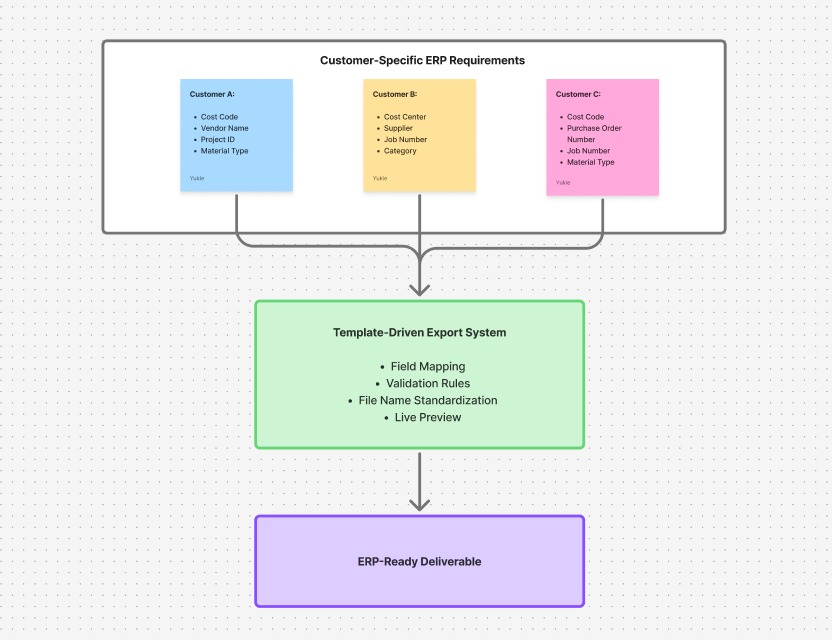 Customer-Specific ERP Requirements
Customer A:
• Cost Code
• Vendor Name
• Project ID
• Material Type
Yukie
Customer B:
• Cost Center
• Supplier
• Job Number
• Category
Yukie
Customer C:
• Cost Code
• Purchase Order
Number
• Job Number
• Material Type
Yukie
Template-Driven Export System
• Field Mapping
• Validation Rules
• File Name Standardization
• Live Preview
ERP-Ready Deliverable